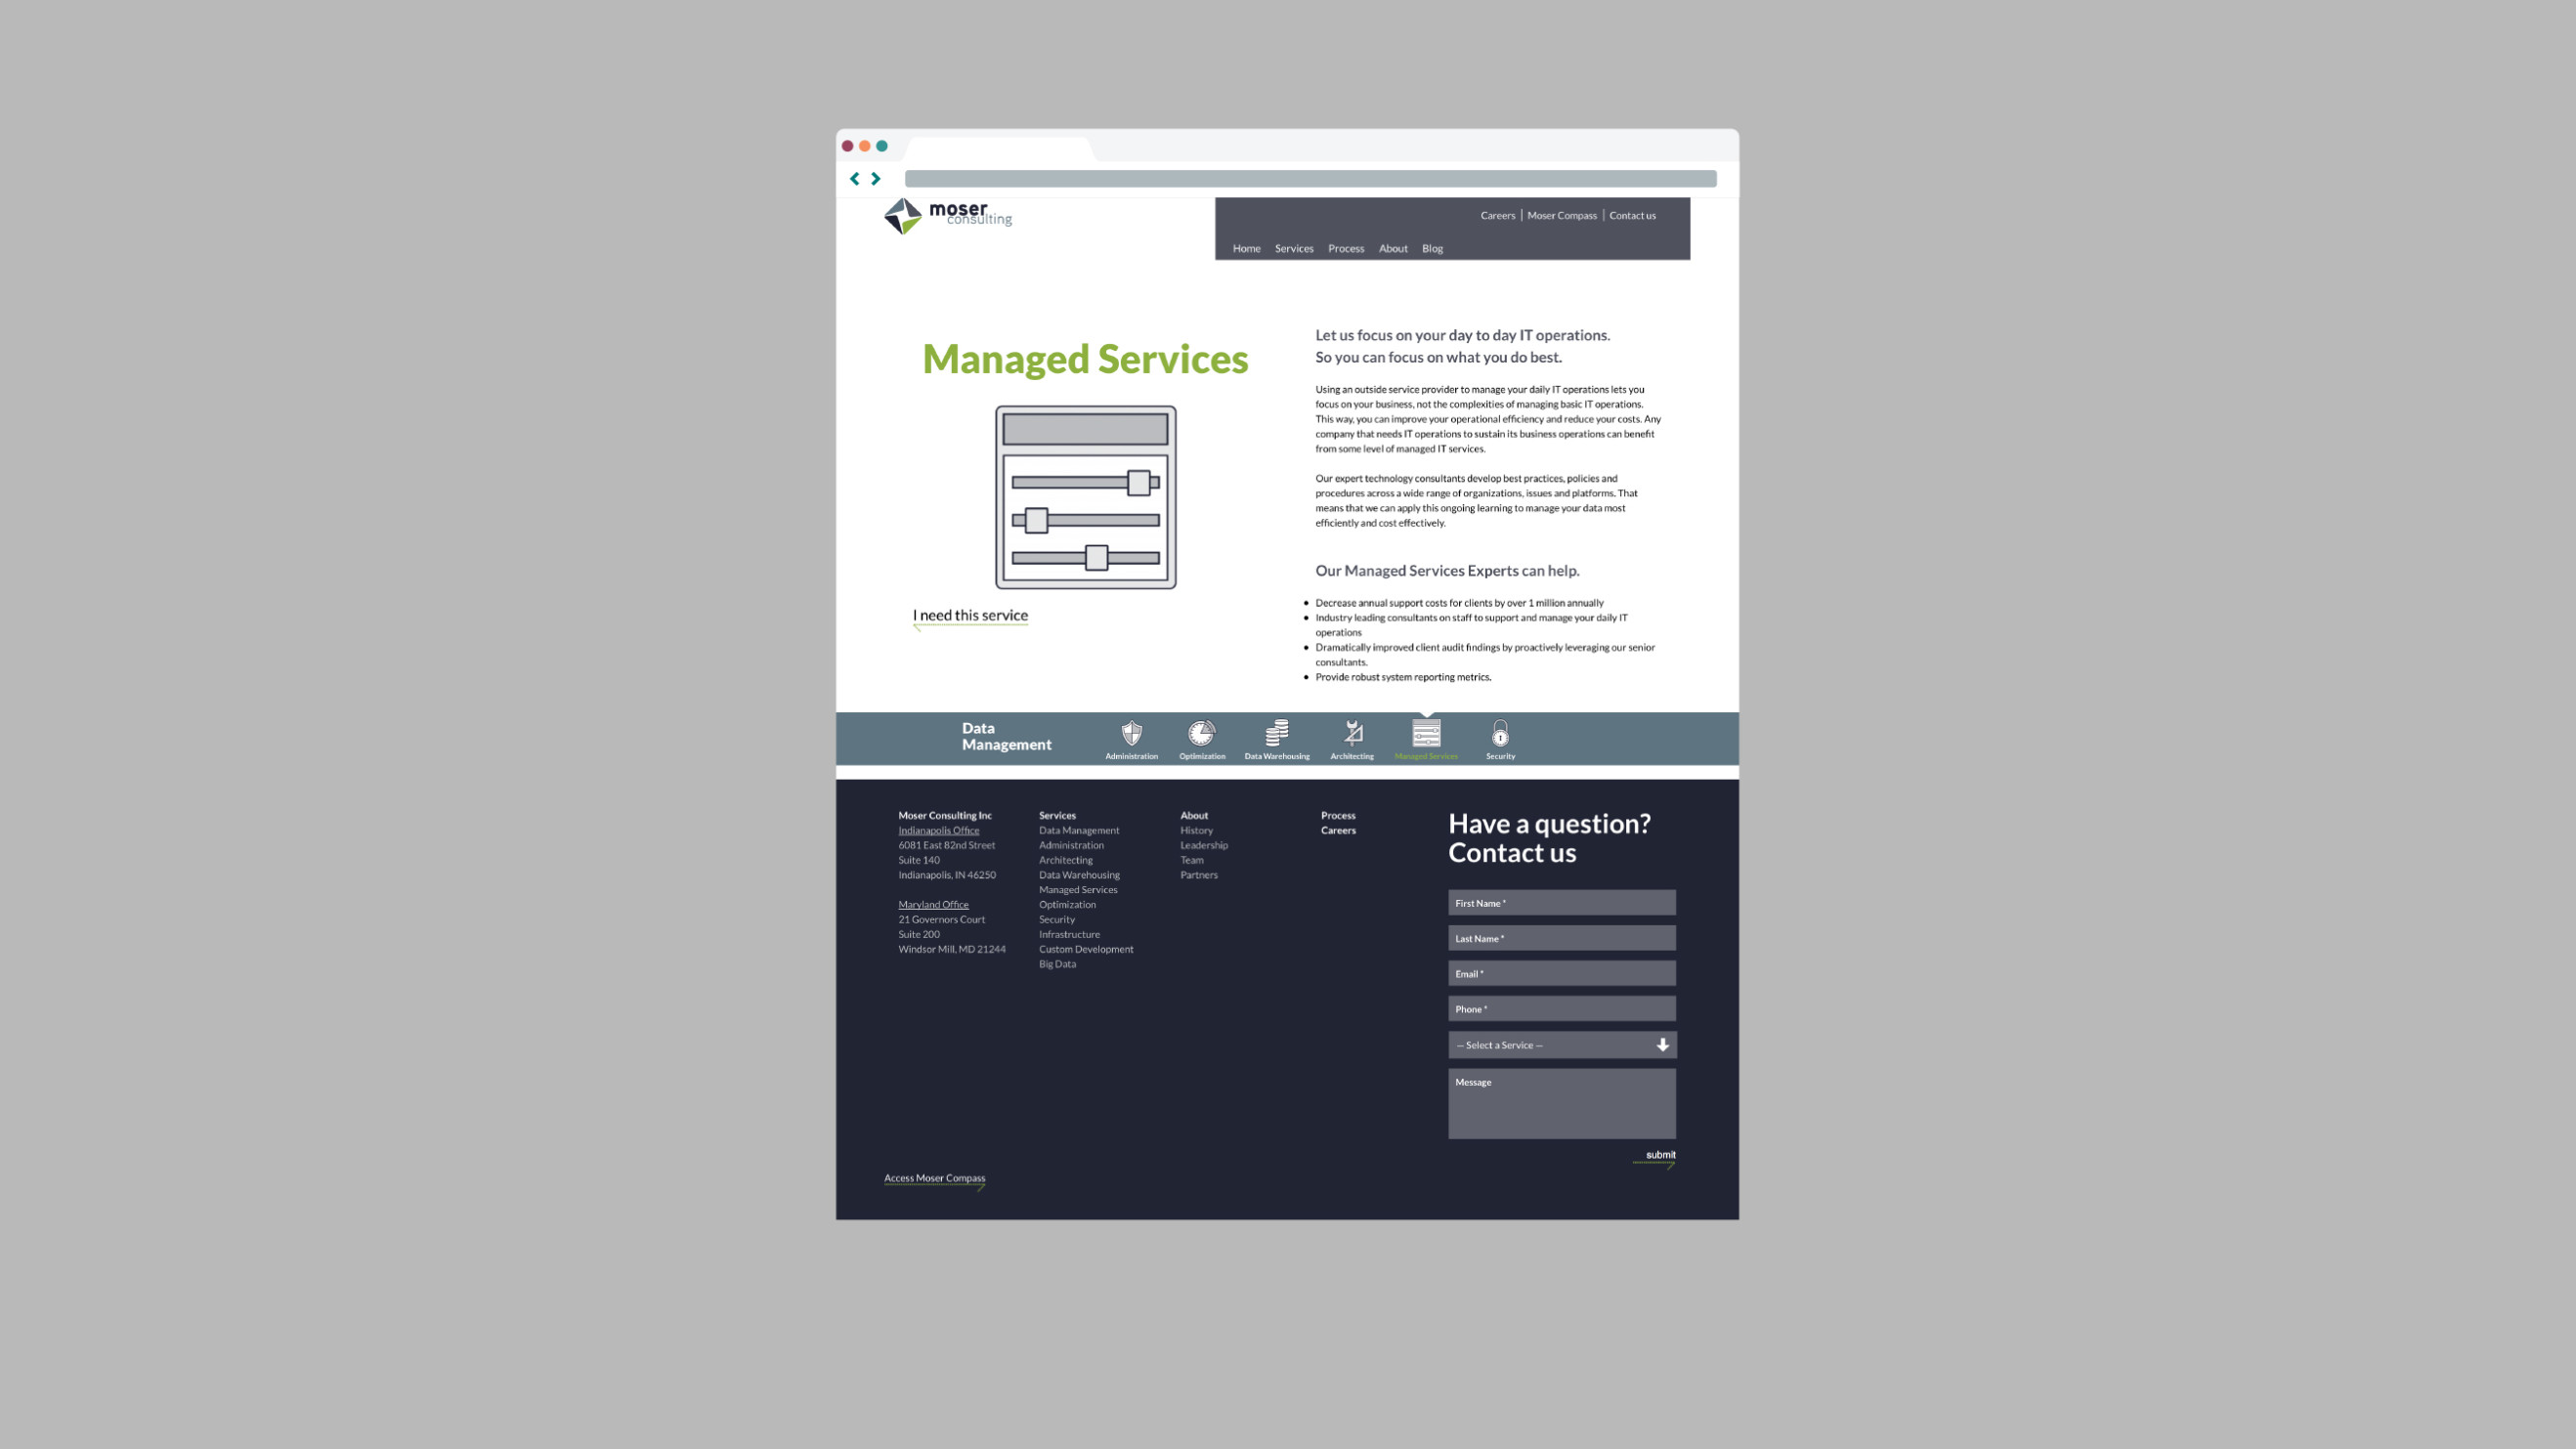 moser
consulting
Careers | Moser Compass | Contact us
Home Services Process About Blog
Managed Services
I need this service
Let us focus on your day to day IT operations.
So you can focus on what you do best.
Using an outside service provider to manage your daily IT operations lets you
focus on your business, not the complexities of managing basic IT operations.
This way, you can improve your operational efficiency and reduce your costs. Any
company that needs IT operations to sustain its business operations can benefit
from some level of managed IT services.
Our expert technology consultants develop best practices, policies and
procedures across a wide range of organizations, issues and platforms. That
means that we can apply this ongoing learning to manage your data most
efficiently and cost effectively.
Our Managed Services Experts can help.
• Decrease annual support costs for clients by over 1 million annually
• Industry leading consultants on staff to support and manage your daily IT
operations
• Dramatically improved client audit findings by proactively leveraging our senior
consultants.
• Provide robust system reporting metrics.
Data
Management
Administration Optimization Data Warehousing Architecting Managed Services Security
Moser Consulting Inc
Indianapolis Office
6081 East 82nd Street
Suite 140
Indianapolis, IN 46250
Maryland Office
21 Governors Court
Suite 200
Windsor Mill, MD 21244
Services
Data Management
Administration
Architecting
Data Warehousing
Managed Services
Optimization
Security
Infrastructure
Custom Development
Big Data
About
History
Leadership
Team
Partners
Process
Careers
Have a question?
Contact us
First Name *
Last Name *
Email *
Phone *
— Select a Service —
Message
submit
Access Moser Compass